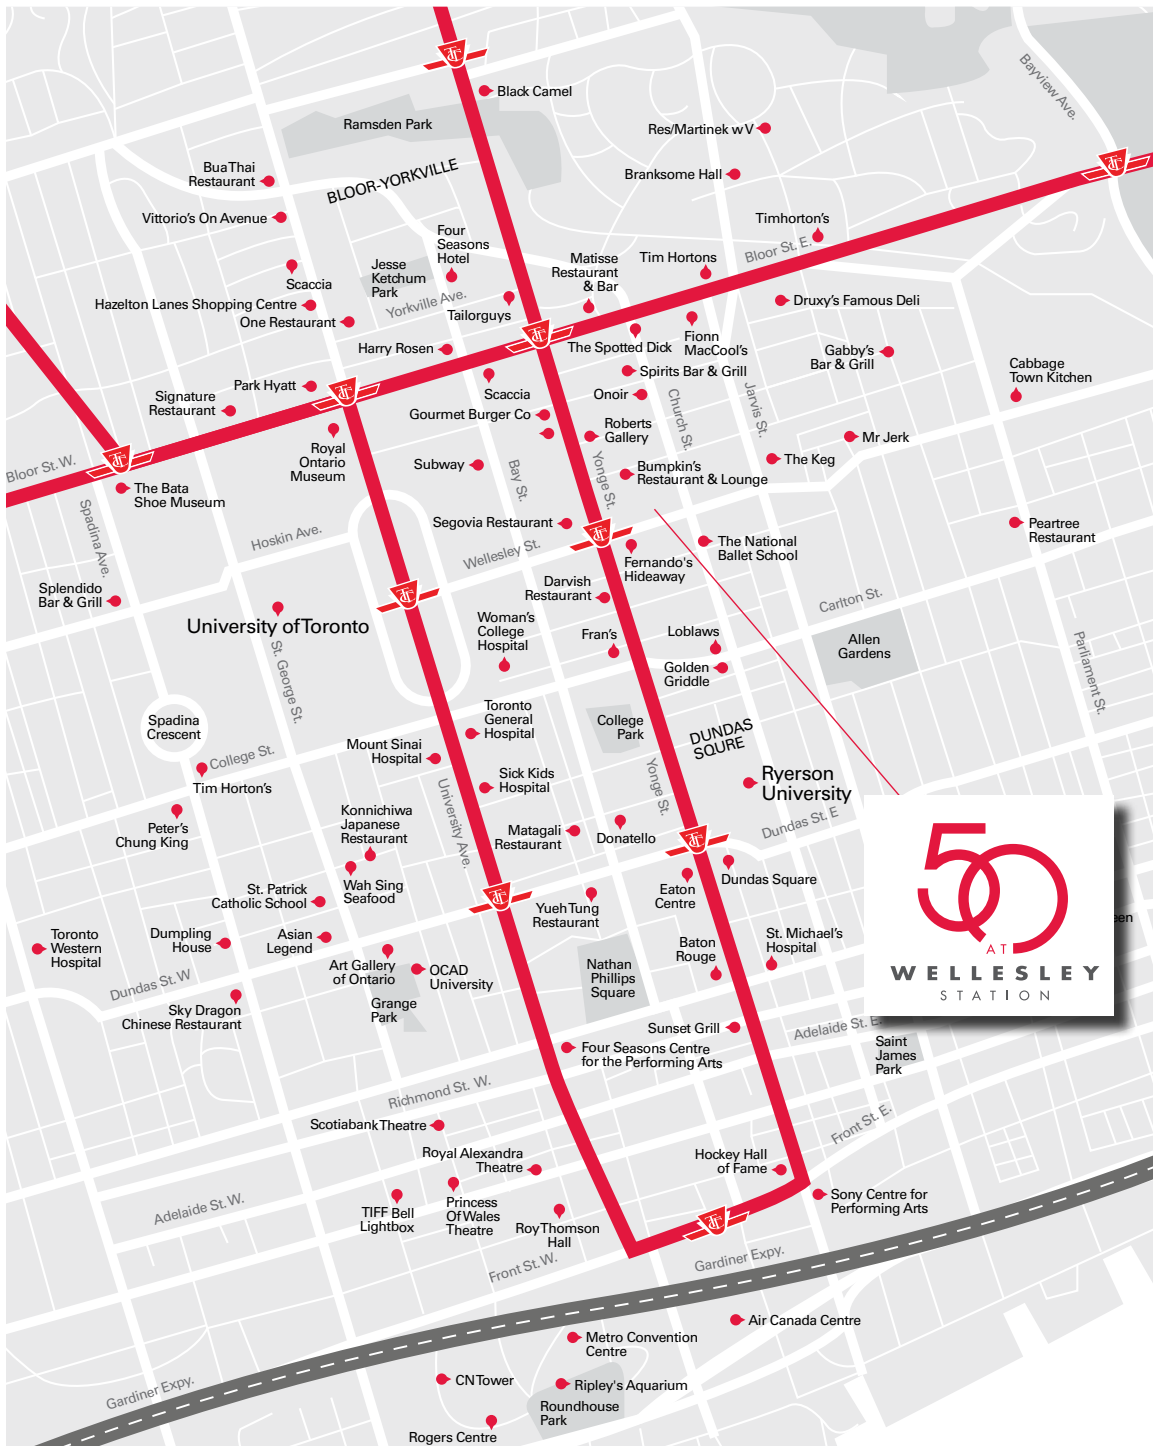 Black Camel
Ramsden Park
Bayview Ave.
Res/Martinek w V
Bua Thai
Restaurant
BLOOR-YORKVILLE
Branksome Hall
Vittorio's On Avenue
Timhorton's
Four
Seasons
Hotel
Bloor St. E.
Matisse
Restaurant
& Bar
Tim Hortons
Jesse
Ketchum
Park
Scaccia
Hazelton Lanes Shopping Centre
Yorkville Ave.
Druxy's Famous Deli
One Restaurant
Tailorguys
Fionn
MacCool's
Harry Rosen
The Spotted Dick
Gabby's
Bar & Grill
Cabbage
Town Kitchen
Spirits Bar & Grill
Park Hyatt
Signature
Restaurant
Scaccia
Onoir
Church St.
Jarvis St.
Gourmet Burger Co
Roberts
Gallery
Royal
Ontario
Museum
Mr Jerk
Bloor St. W.
Subway
Bay St.
Yonge St.
Bumpkin's
Restaurant & Lounge
The Keg
The Bata
Shoe Museum
Spadina Ave.
Hoskin Ave.
Segovia Restaurant
Peartree
Restaurant
Wellesley St.
The National
Ballet School
Fernando's
Hideaway
Splendido
Bar & Grill
Darvish
Restaurant
Carlton St.
University of Toronto
Woman's
College
Hospital
Fran's
Loblaws
Allen
Gardens
Parliament St.
St. George St.
Golden
Griddle
Spadina
Crescent
Toronto
General
Hospital
College
Park
DUNDAS
SQURE
College St.
Mount Sinai
Hospital
Tim Horton's
Sick Kids
Hospital
Yonge St.
Ryerson
University
University Ave.
Peter's
Chung King
Konnichiwa
Japanese
Restaurant
Matagali
Restaurant
Donatello
Dundas St. E
Wah Sing
Seafood
Eaton
Centre
Dundas Square
St. Patrick
Catholic School
Yueh Tung
Restaurant
50
AT
WELLESLEY
STATION
een
Toronto
Western
Hospital
Dumpling
House
Asian
Legend
Baton
Rouge
St. Michael's
Hospital
Art Gallery
of Ontario
OCAD
University
Nathan
Phillips
Square
Dundas St. W
Grange
Park
Sky Dragon
Chinese Restaurant
Sunset Grill
Adelaide St. E.
Saint
James
Park
Four Seasons Centre
for the Performing Arts
Richmond St. W.
Scotiabank Theatre
Front St. E.
Royal Alexandra
Theatre
Hockey Hall
of Fame
Adelaide St. W.
TIFF Bell
Lightbox
Princess
Of Wales
Theatre
Roy Thomson
Hall
Sony Centre for
Performing Arts
Front St. W.
Gardiner Expy.
Air Canada Centre
Metro Convention
Centre
Gardiner Expy.
CN Tower
Ripley's Aquarium
Roundhouse
Park
Rogers Centre